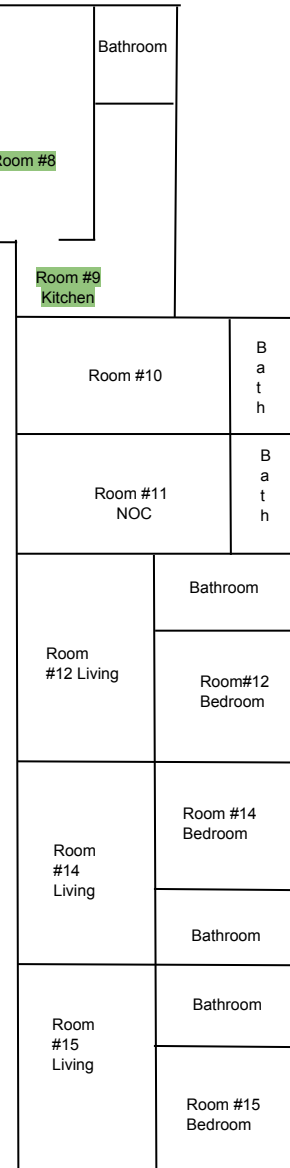 Bathroom
Room #8
Room #9
Kitchen
Room #10
B
a
t
h
Room #11
NOC
B
a
t
h
Bathroom
Room
#12 Living
Room#12
Bedroom
Room #14
Bedroom
Room
#14
Living
Bathroom
Bathroom
Room
#15
Living
Room #15
Bedroom